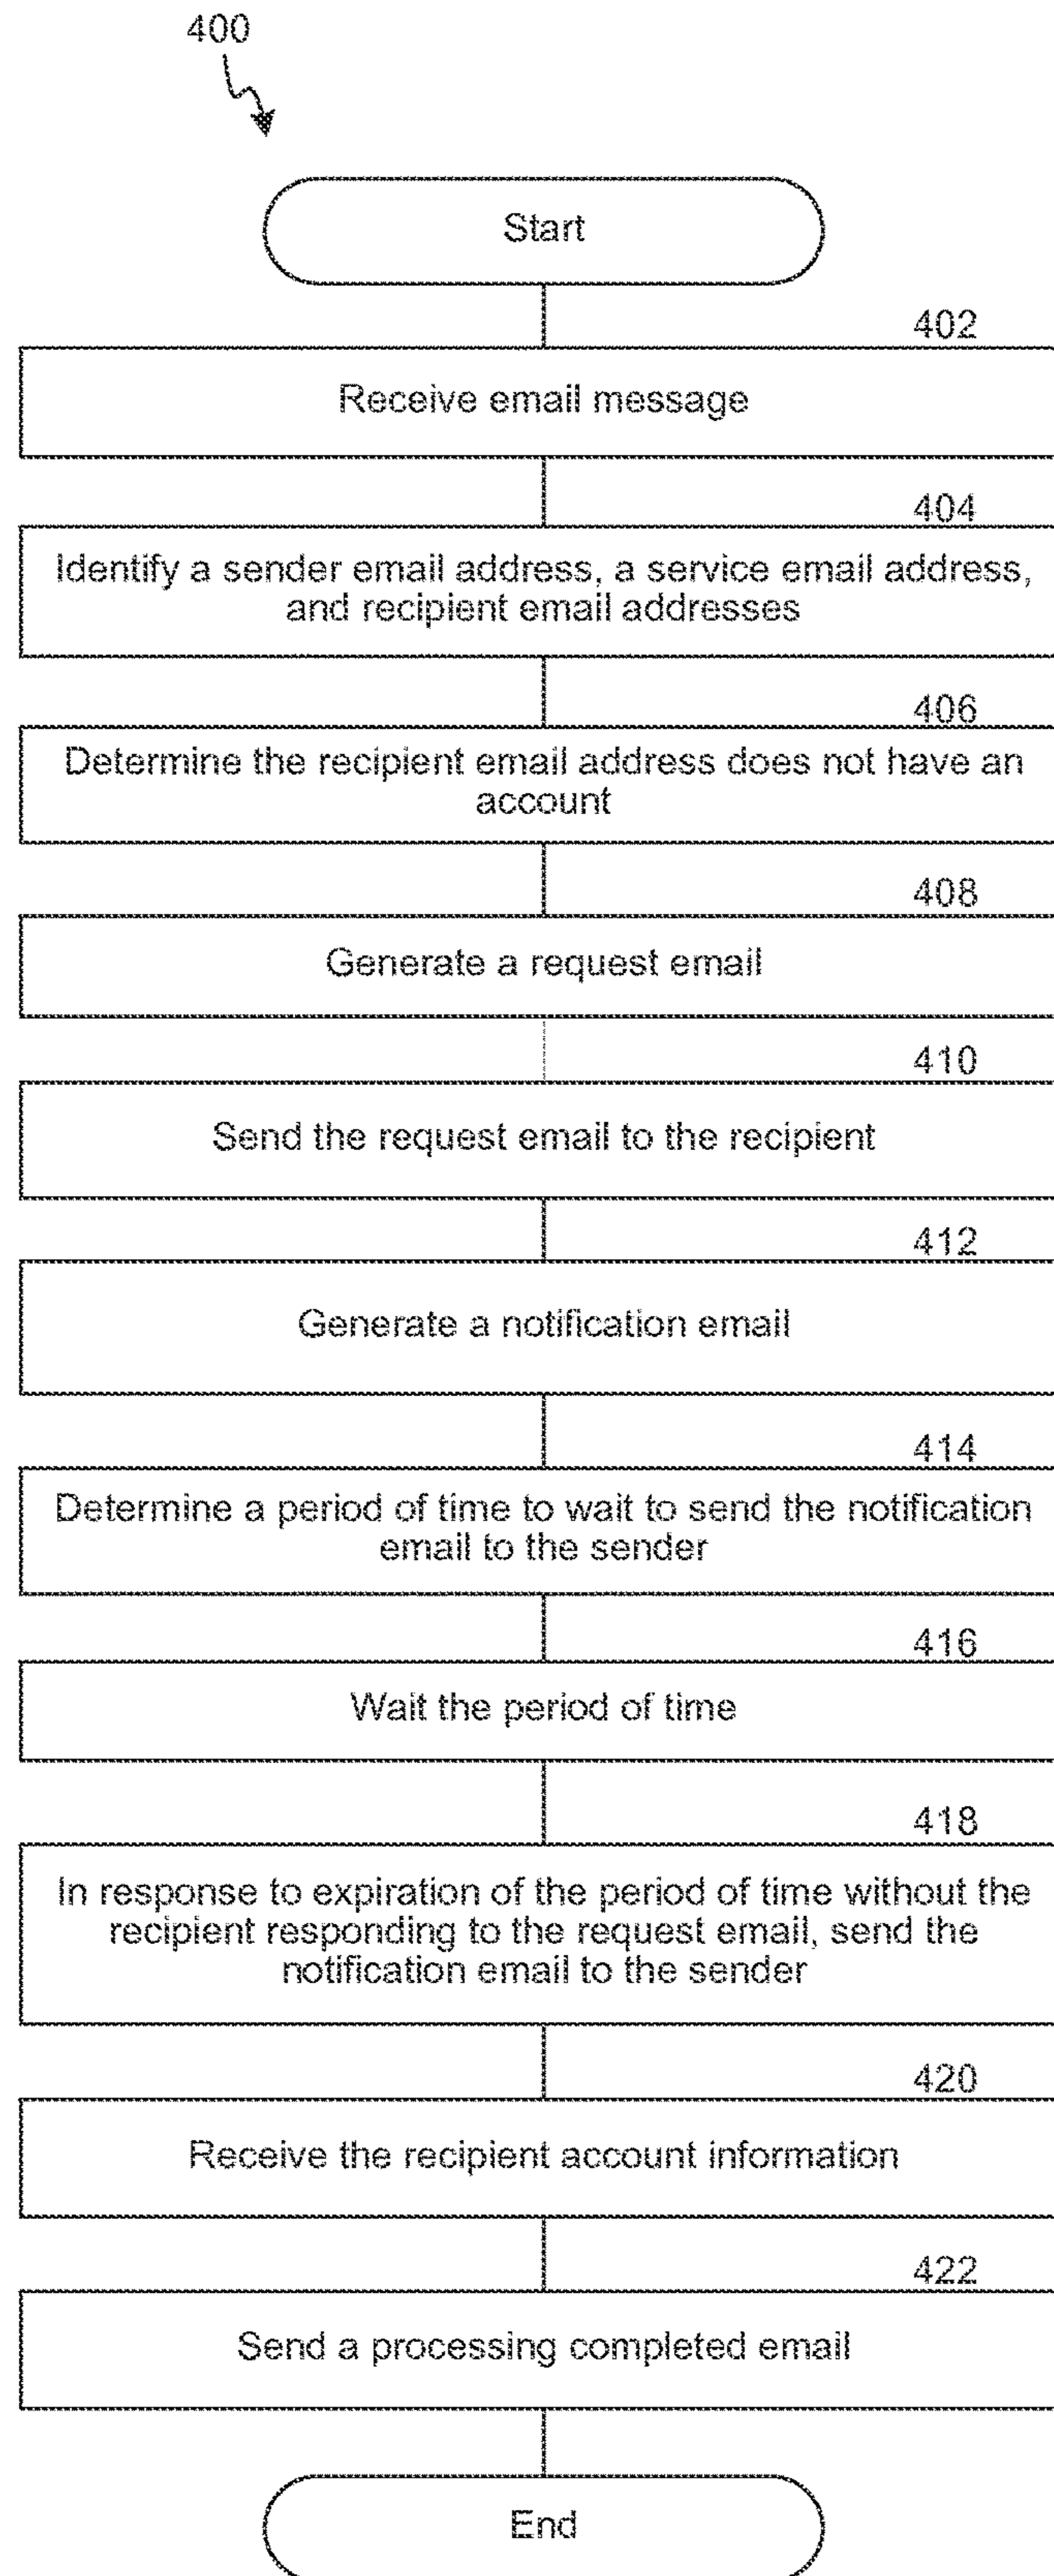 400
Start
402
Receive email message
404
Identify a sender email address, a service email address,
and recipient email addresses
406
Determine the recipient email address does not have an
account
408
Generate a request email
410
Send the request email to the recipient
412
Generate a notification email
414
Determine a period of time to wait to send the notification
email to the sender
416
Wait the period of time
418
In response to expiration of the period of time without the
recipient responding to the request email, send the
notification email to the sender
420
Receive the recipient account information
422
Send a processing completed email
End